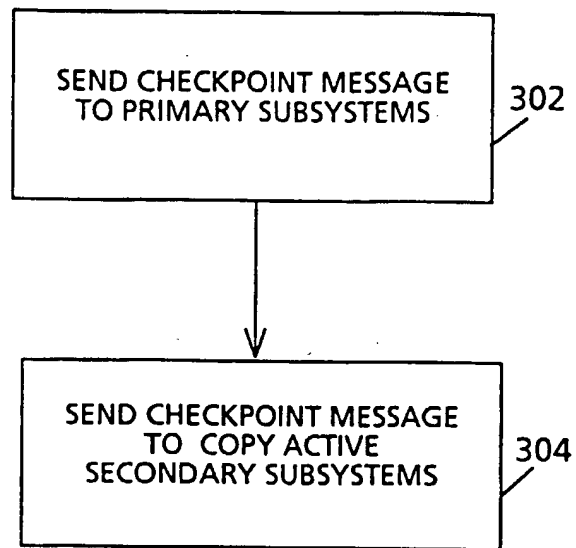 SEND CHECKPOINT MESSAGE
TO PRIMARY SUBSYSTEMS
302
SEND CHECKPOINT MESSAGE
TO COPY ACTIVE
SECONDARY SUBSYSTEMS
304